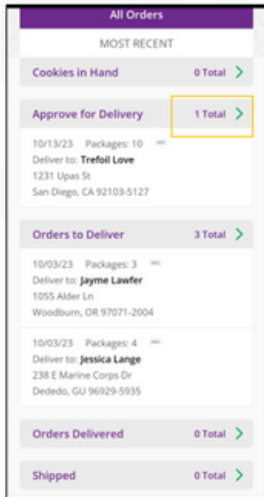 All Orders
MOST RECENT
Cookies in Hand 0 Total
Approve for Delivery 1 Total
10/13/23 Packages: 10
Deliver to: Trefoil Love
1231 Upas St
San Diego, CA 92103-5127
Orders to Deliver 3 Total
10/03/23 Packages: 3
Deliver to: Jayme Lawfer
1055 Alder Ln
Woodburn, OR 97071-2004
10/03/23 Packages: 4
Deliver to: Jessica Lange
238 E Marine Corps Dr
Dededo, GU 96929-5935
Orders Delivered 0 Total
Shipped 0 Total